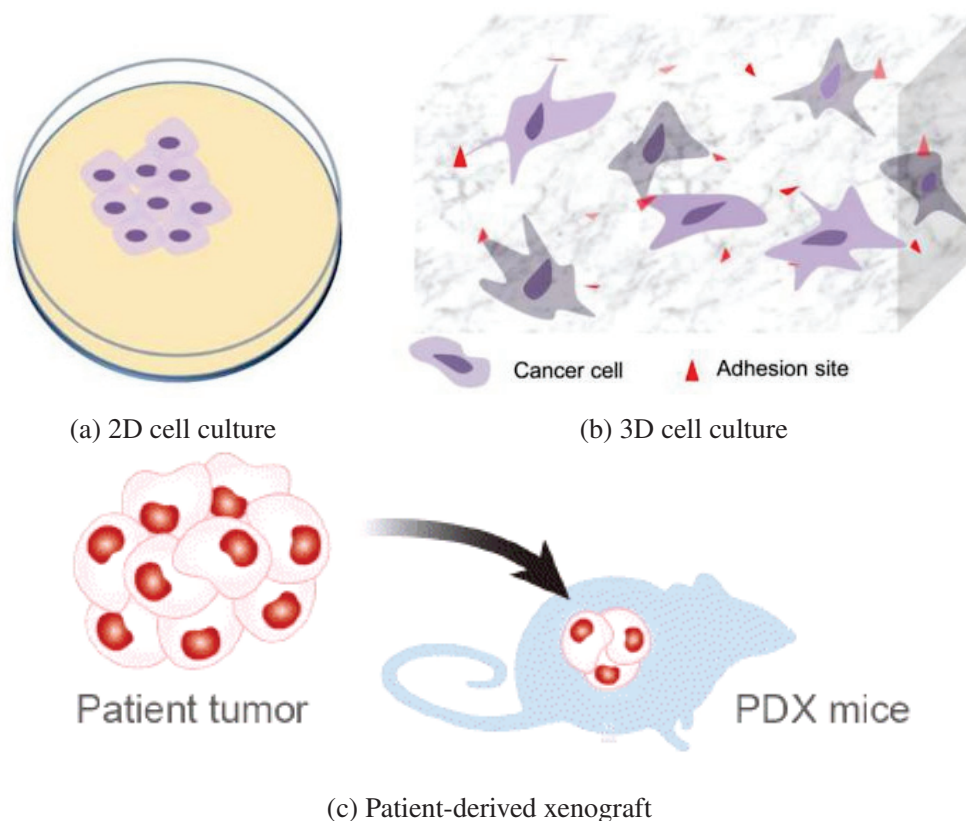 Cancer cell
Adhesion site
(a) 2D cell culture
(b) 3D cell culture
Patient tumor
PDX mice
(c) Patient-derived xenograft